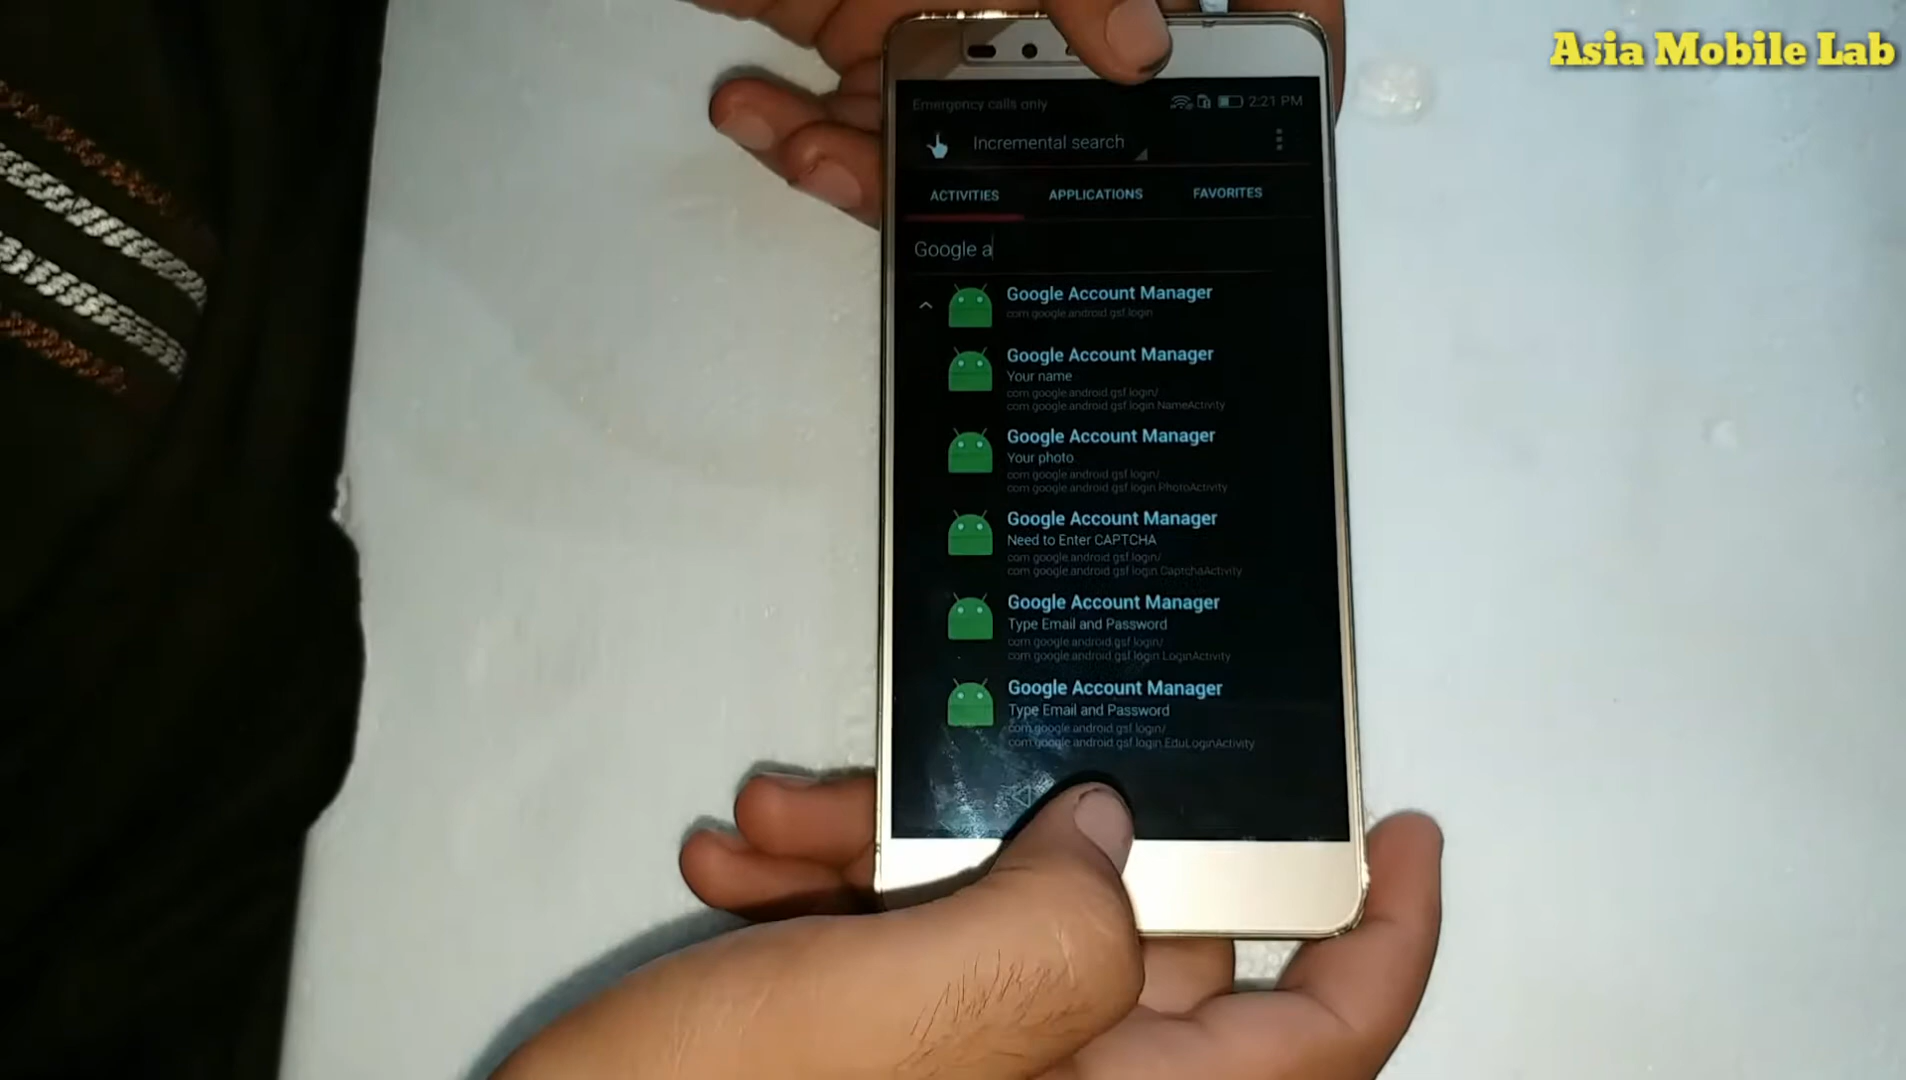 Asia Mobile Lab
Emergency calls only
2:21 PM
Incremental search
ACTIVITIES APPLICATIONS FAVORITES
Google a
Google Account Manager
com google android gsf login
Google Account Manager
Your name
com google android gsf login/
com google android gsf login NameActivity
Google Account Manager
Your photo
com google android gsf login/
com google android gsf login PhotoActivity
Google Account Manager
Need to Enter CAPTCHA
com google android gsf login/
com google android gsf login CaptchaActivity
Google Account Manager
Type Email and Password
com google android gsf login/
com google android gsf login LoginActivity
Google Account Manager
Type Email and Password
com google android gsf login/
com google android gsf login EduLoginActivity